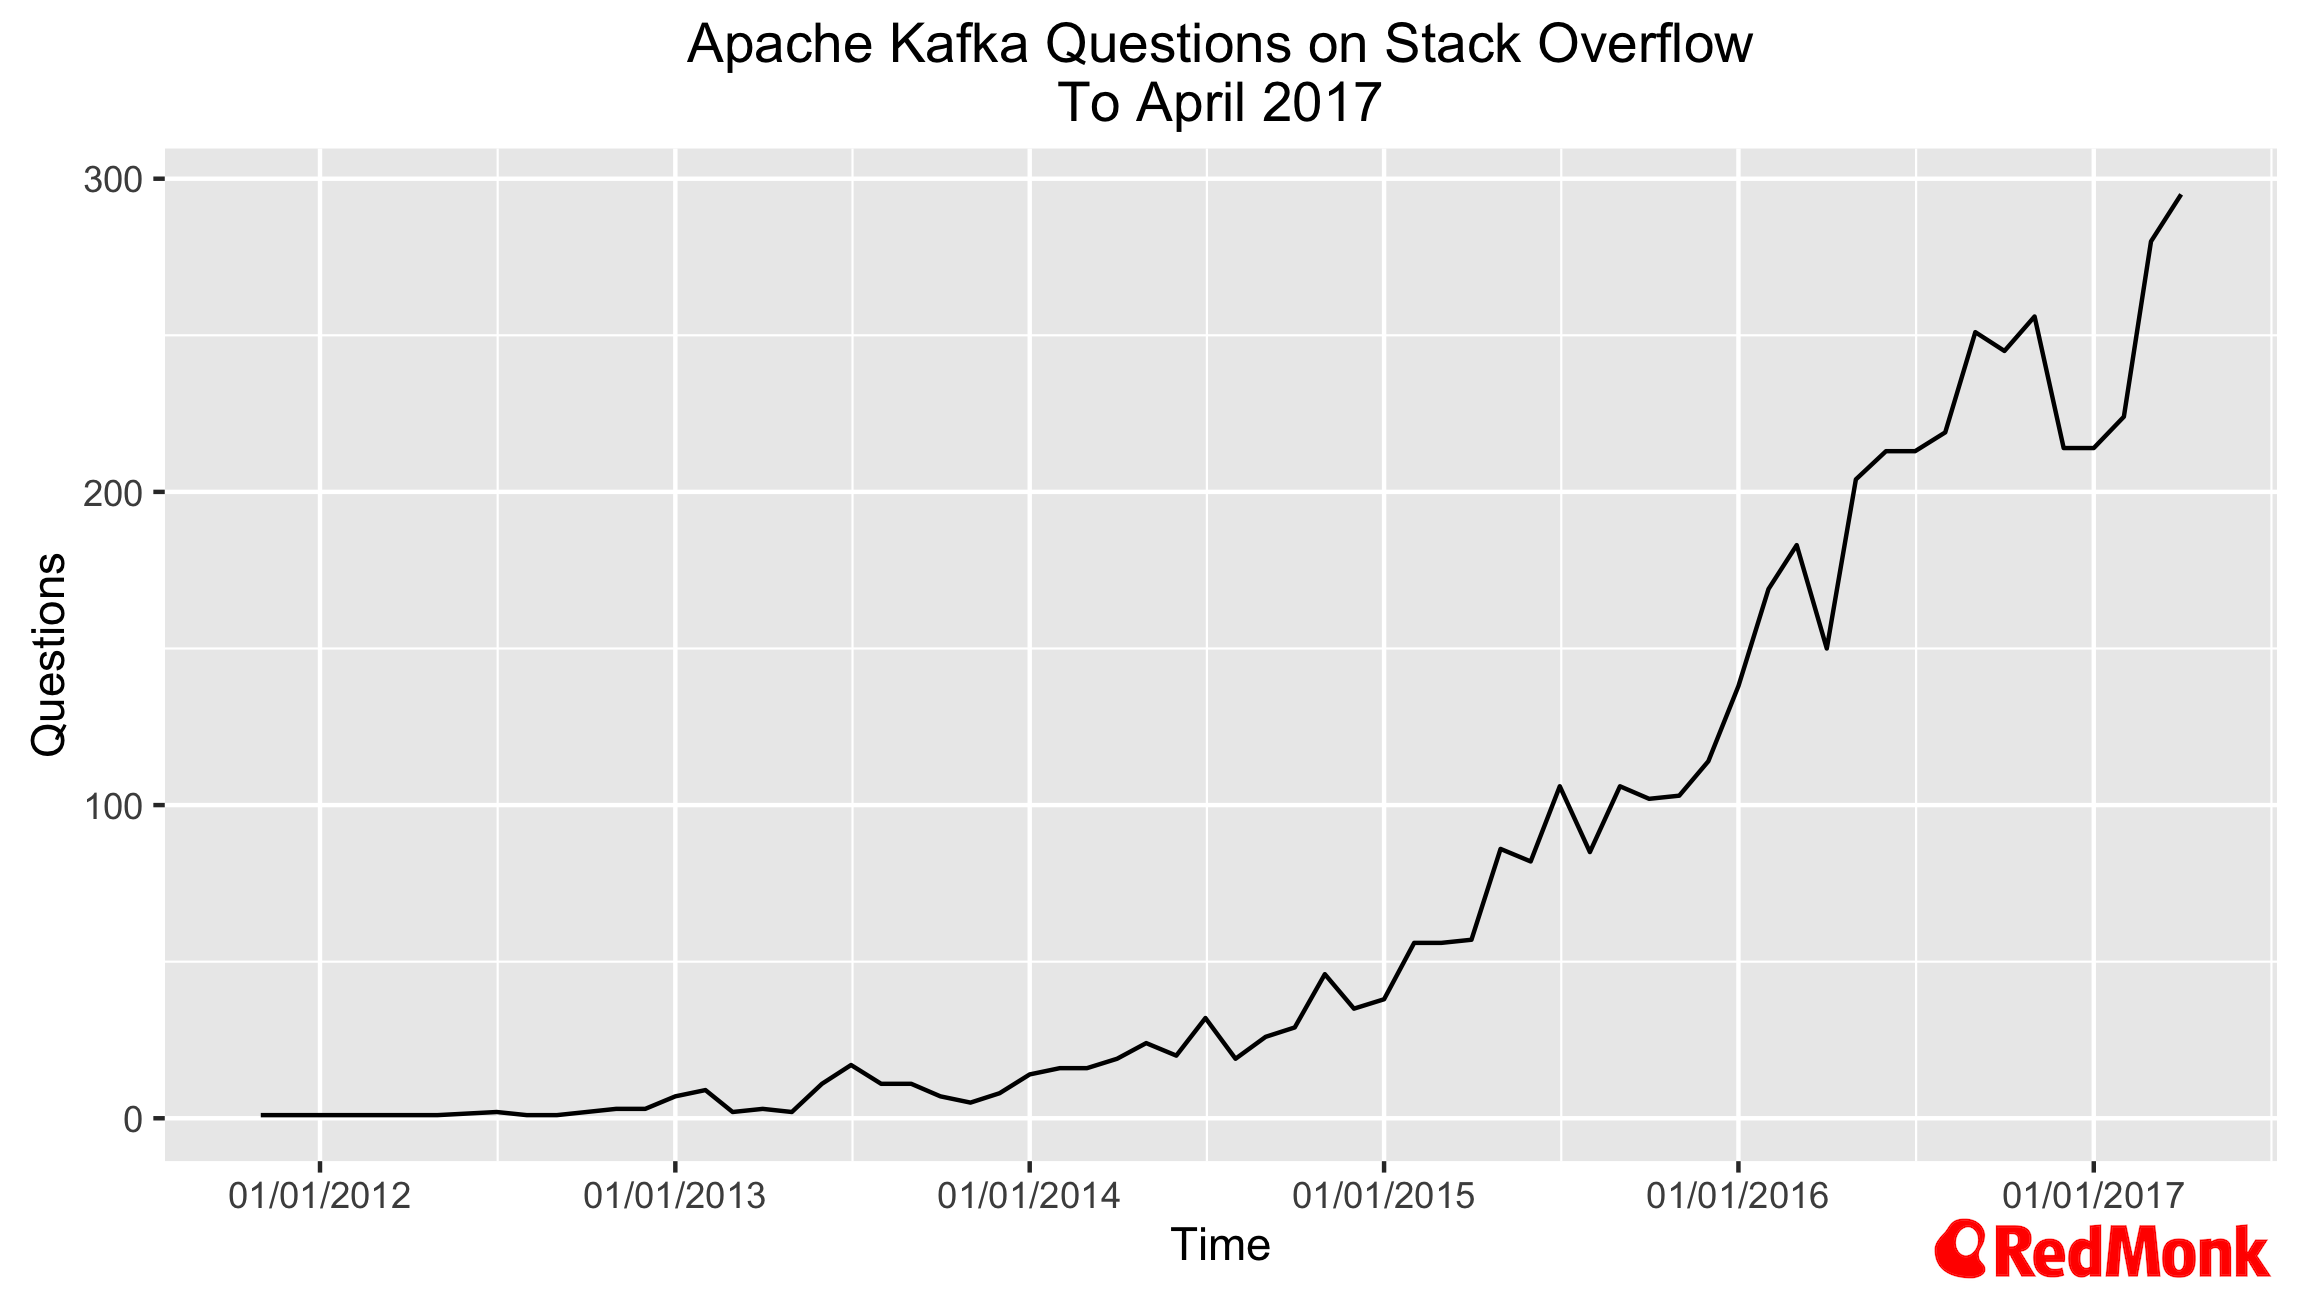 Apache Kafka Questions on Stack Overflow
To April 2017
300
200
100
0
Questions
01/01/2012 01/01/2013 01/01/2014 01/01/2015 01/01/2016 01/01/2017
Time
RedMonk